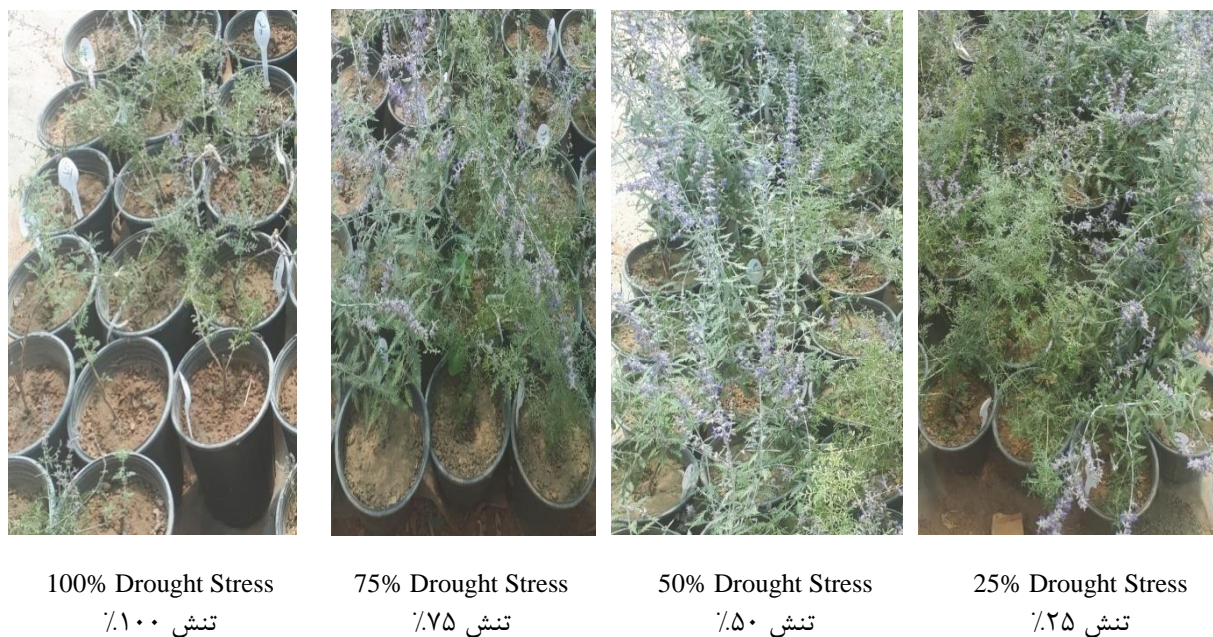 100% Drought Stress
تنش ۱۰۰٪
75% Drought Stress
تنش ۷۵٪
50% Drought Stress
تنش ۵۰٪
25% Drought Stress
تنش ۲۵٪